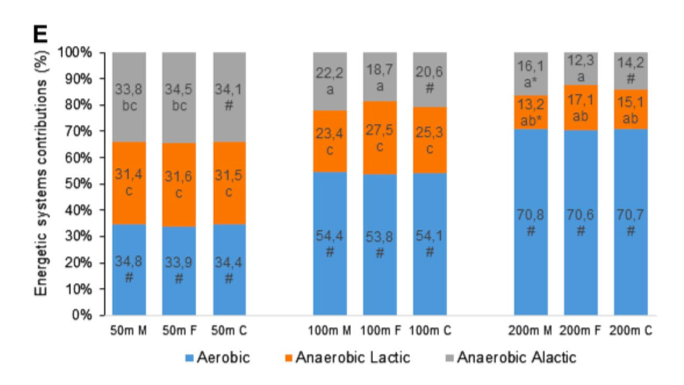 E
Energetic systems contributions (%)
100%
90%
80%
70%
60%
50%
40%
30%
20%
10%
0%
33,8
bc
34,5
bc
34,1
#
31,4
c
31,6
c
31,5
c
34,8
#
33,9
#
34,4
#
22,2
a
18,7
a
20,6
#
23,4
c
27,5
c
25,3
c
54,4
#
53,8
#
54,1
#
16,1
a*
12,3
a
14,2
#
13,2
ab*
17,1
ab
15,1
ab
70,8
#
70,6
#
70,7
#
50m M 50m F 50m C 100m M 100m F 100m C 200m M 200m F 200m C
Aerobic Anaerobic Lactic Anaerobic Alactic